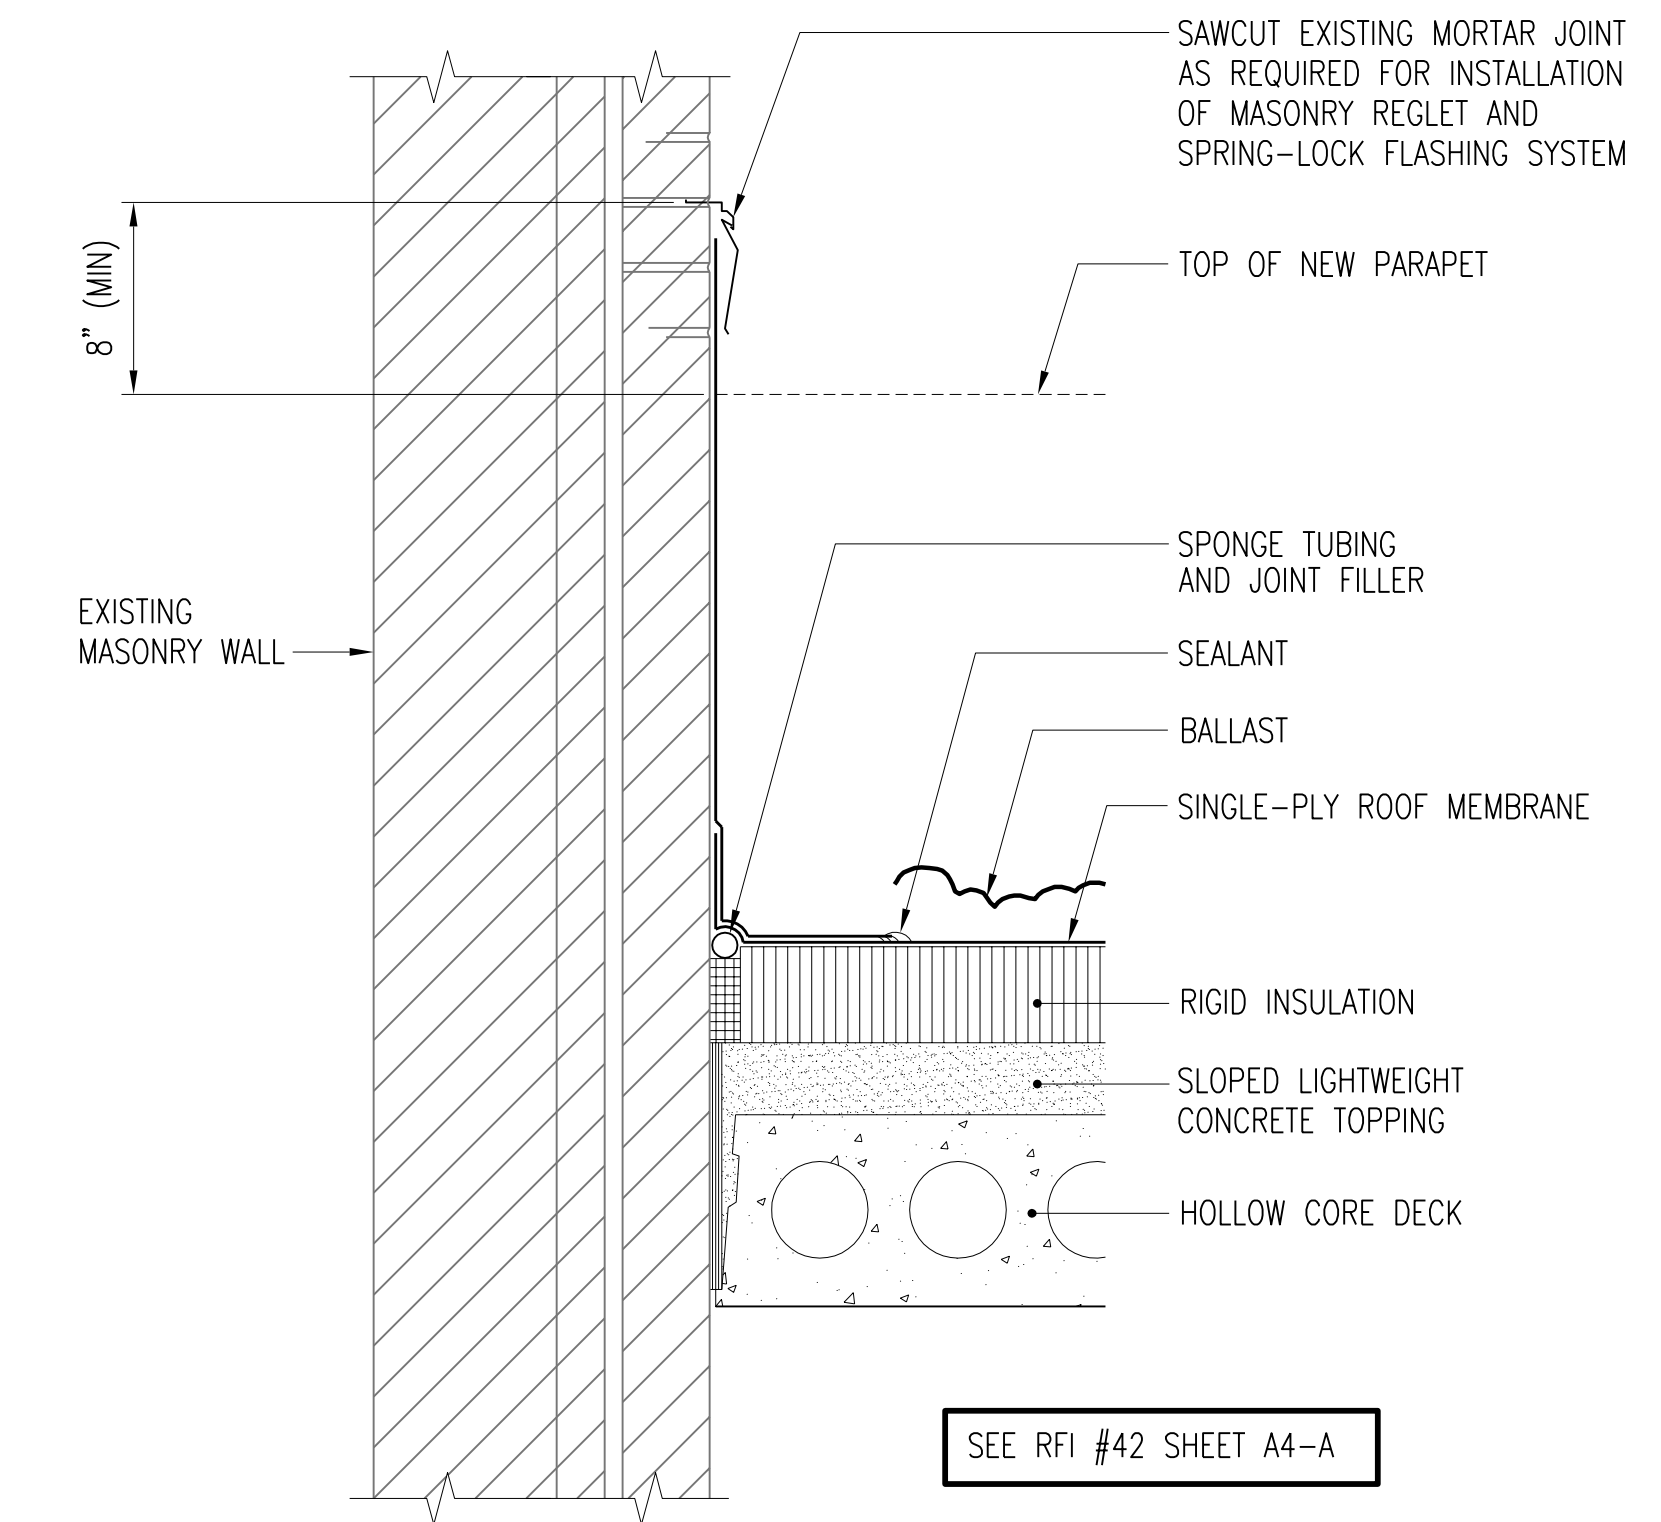 SAWCUT EXISTING MORTAR JOINT
AS REQUIRED FOR INSTALLATION
OF MASONRY REGLET AND
SPRING-LOCK FLASHING SYSTEM
8" (MIN)
TOP OF NEW PARAPET
SPONGE TUBING
AND JOINT FILLER
EXISTING
MASONRY WALL
SEALANT
BALLAST
SINGLE-PLY ROOF MEMBRANE
RIGID INSULATION
SLOPED LIGHTWEIGHT
CONCRETE TOPPING
HOLLOW CORE DECK
SEE RFI #42 SHEET A4-A